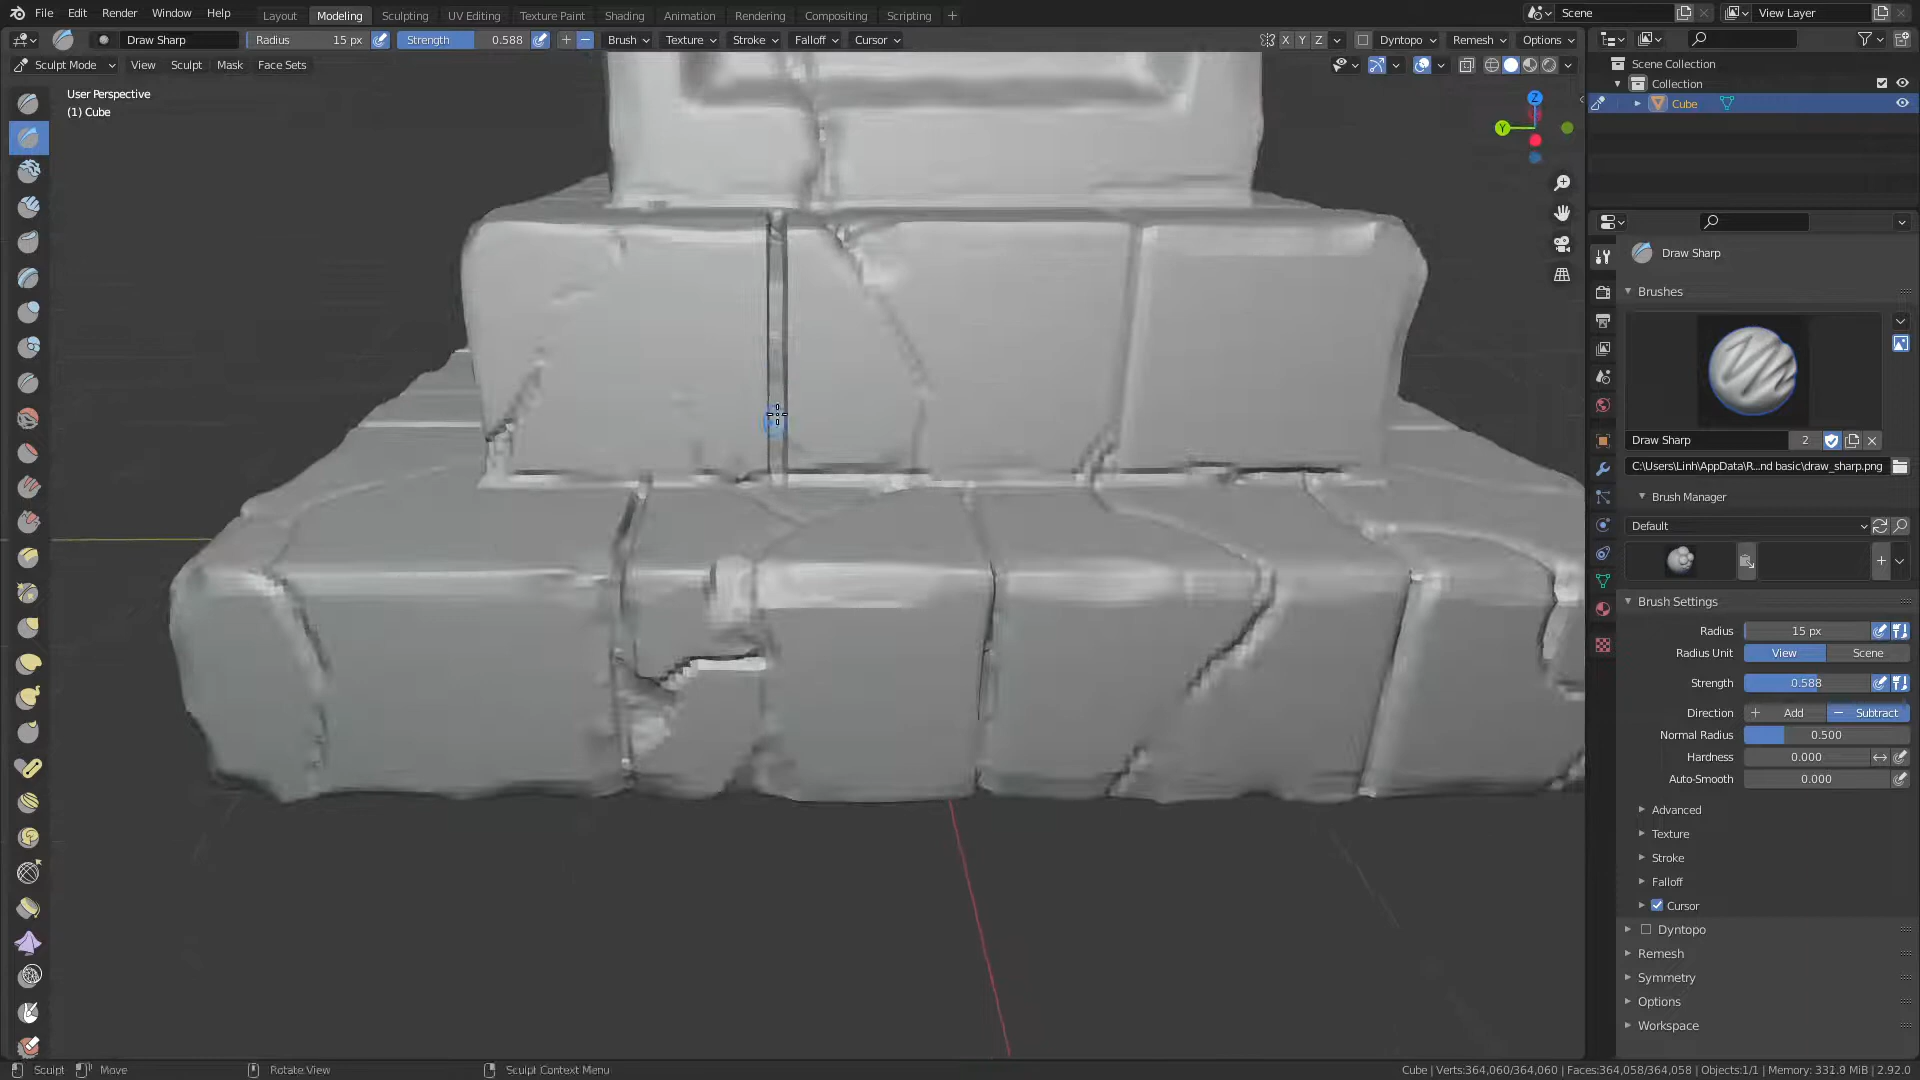 File Edit Render Window Help Layout Modeling Sculpting UV Editing Texture Paint Shading Animation Rendering Compositing Scripting + Scene View Layer
Draw Sharp Radius 15 px Strength 0.588 + − Brush Texture Stroke Falloff Cursor X Y Z Dyntopo Remesh Options
Sculpt Mode View Sculpt Mask Face Sets
User Perspective
(1) Cube
Z
Y
Scene Collection
Collection
Cube
Draw Sharp
Brushes
Draw Sharp 2
C:\Users\Linh\AppData\R...nd basic\draw_sharp.png
Brush Manager
Default
Brush Settings
Radius 15 px
Radius Unit View Scene
Strength 0.588
Direction + Add − Subtract
Normal Radius 0.500
Hardness 0.000
Auto-Smooth 0.000
Advanced
Texture
Stroke
Falloff
Cursor
Dyntopo
Remesh
Symmetry
Options
Workspace
Sculpt Move Rotate View Sculpt Context Menu Cube | Verts:364,060/364,060 | Faces:364,058/364,058 | Objects:1/1 | Memory: 331.8 MiB | 2.92.0